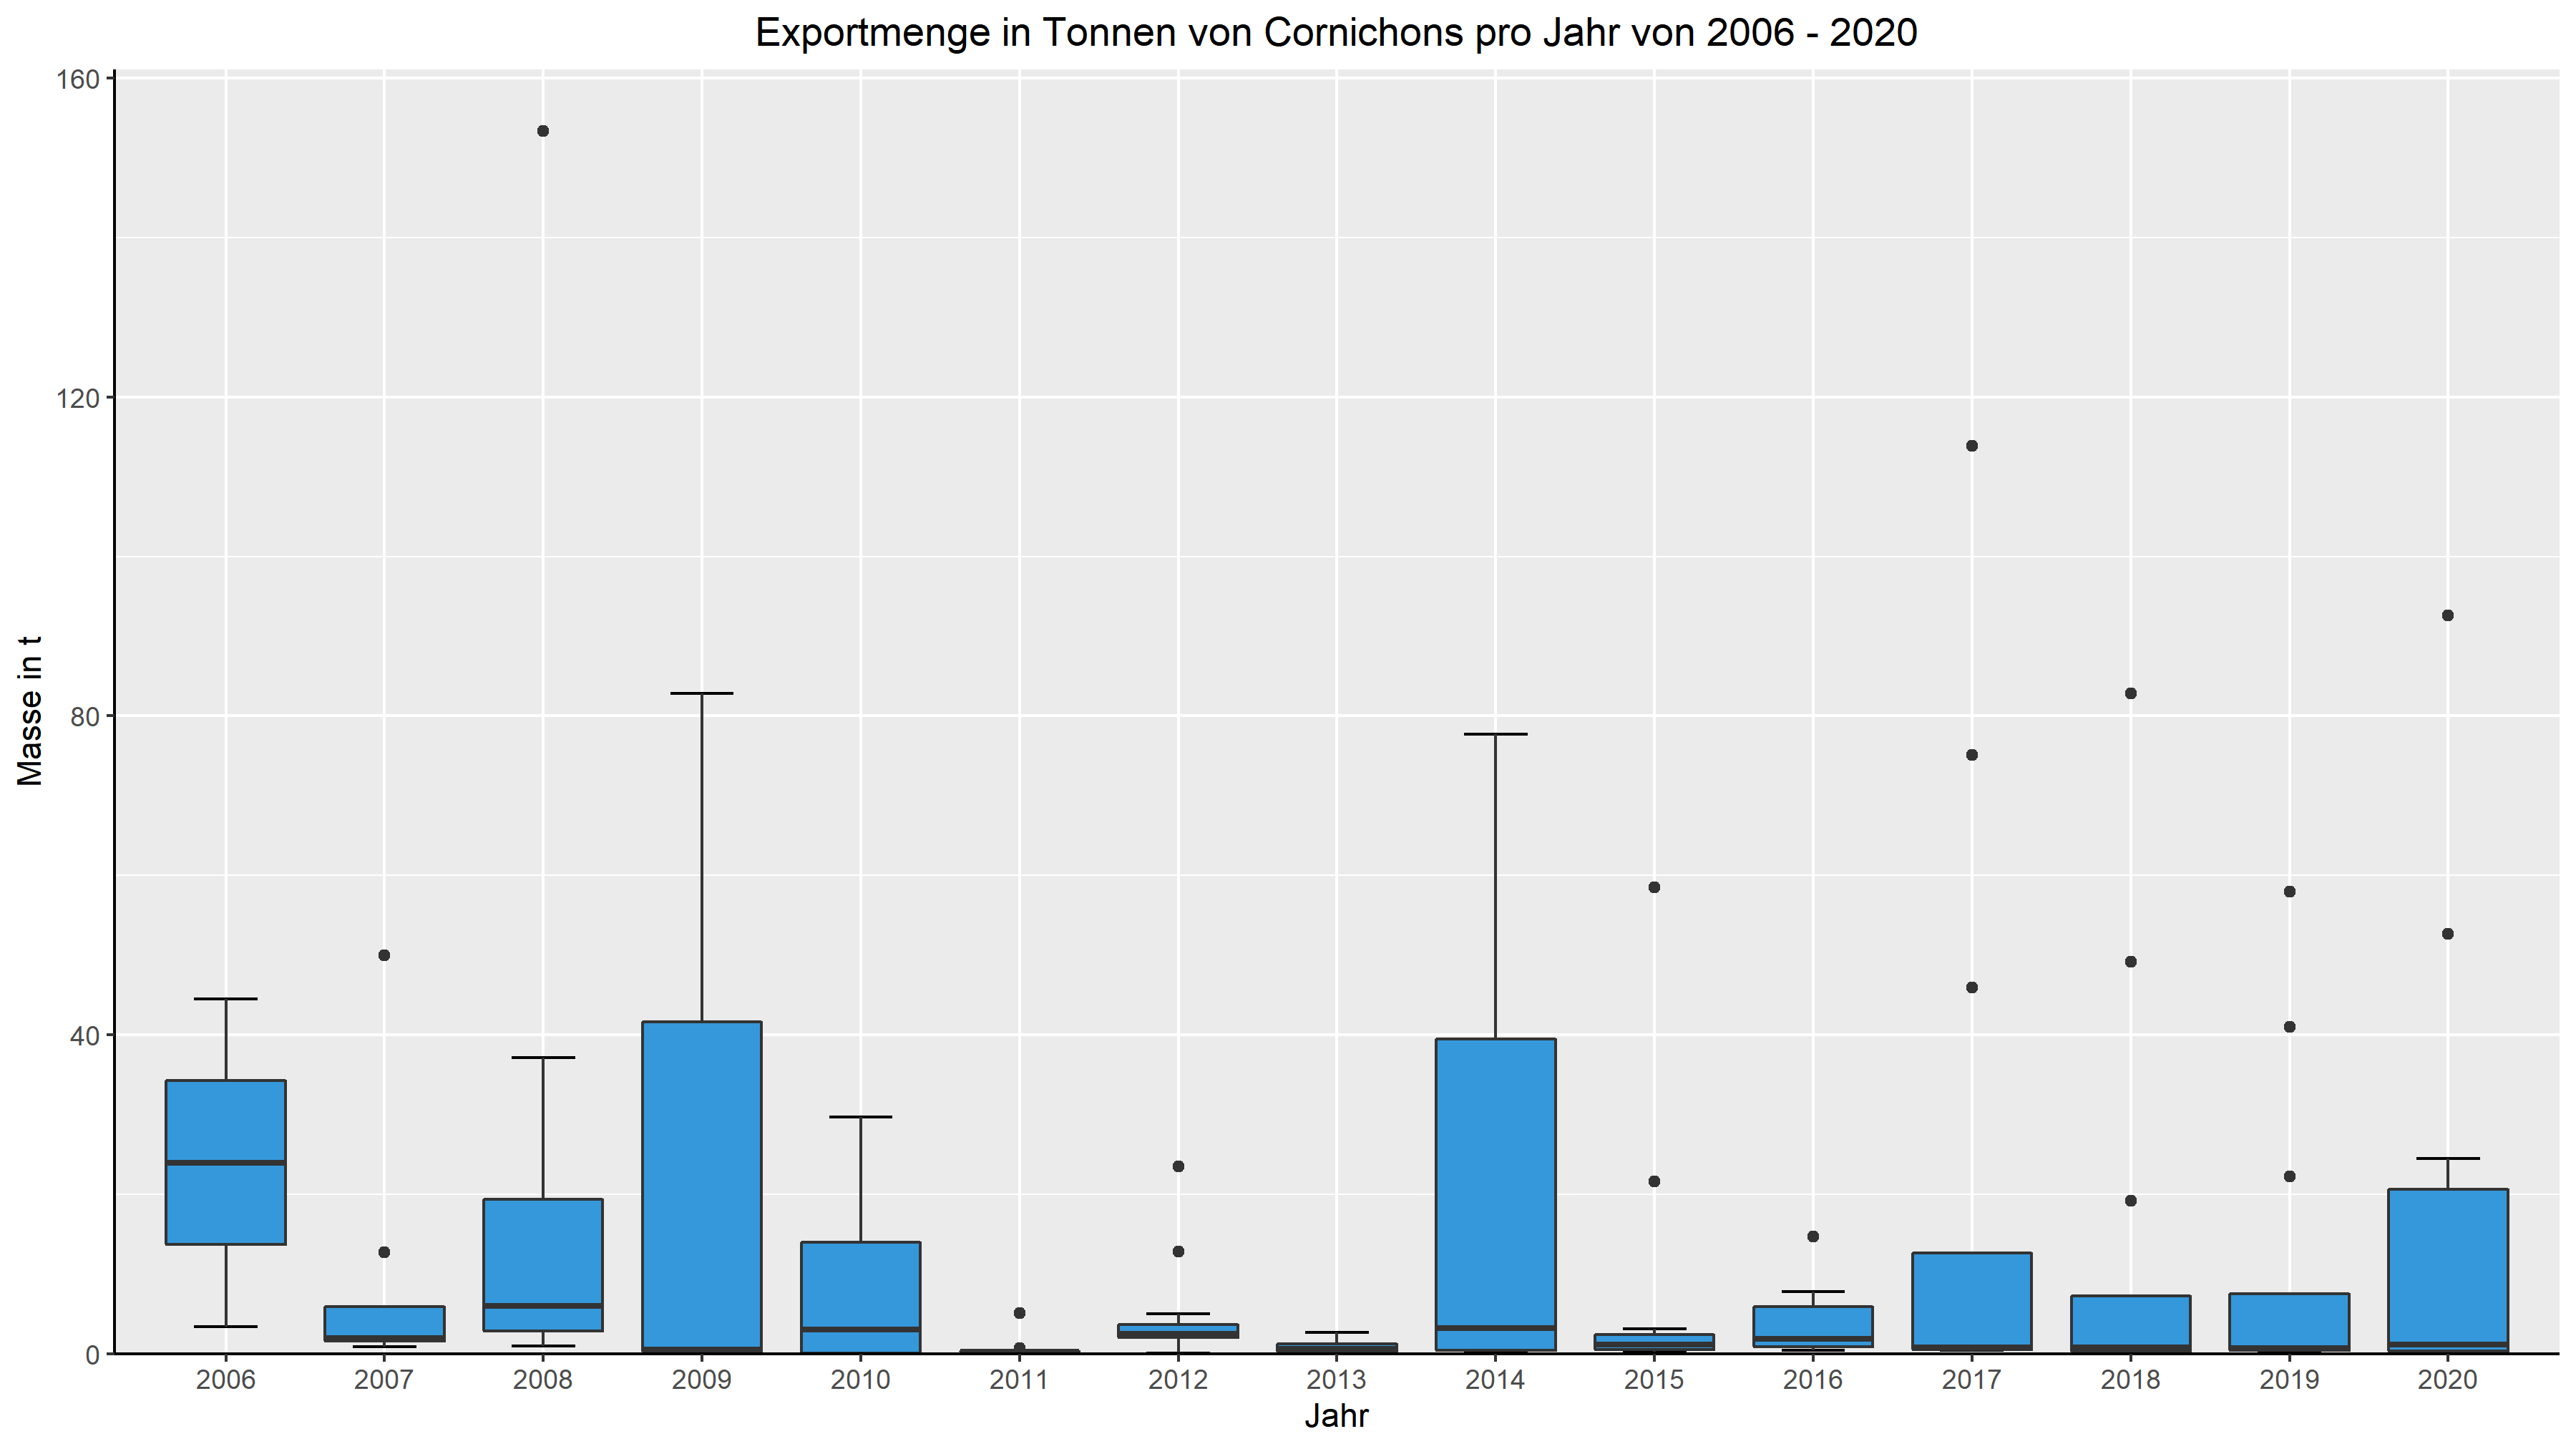 Exportmenge in Tonnen von Cornichons pro Jahr von 2006 - 2020
160
120
80
40
0
Masse in t
2006 2007 2008 2009 2010 2011 2012 2013 2014 2015 2016 2017 2018 2019 2020
Jahr